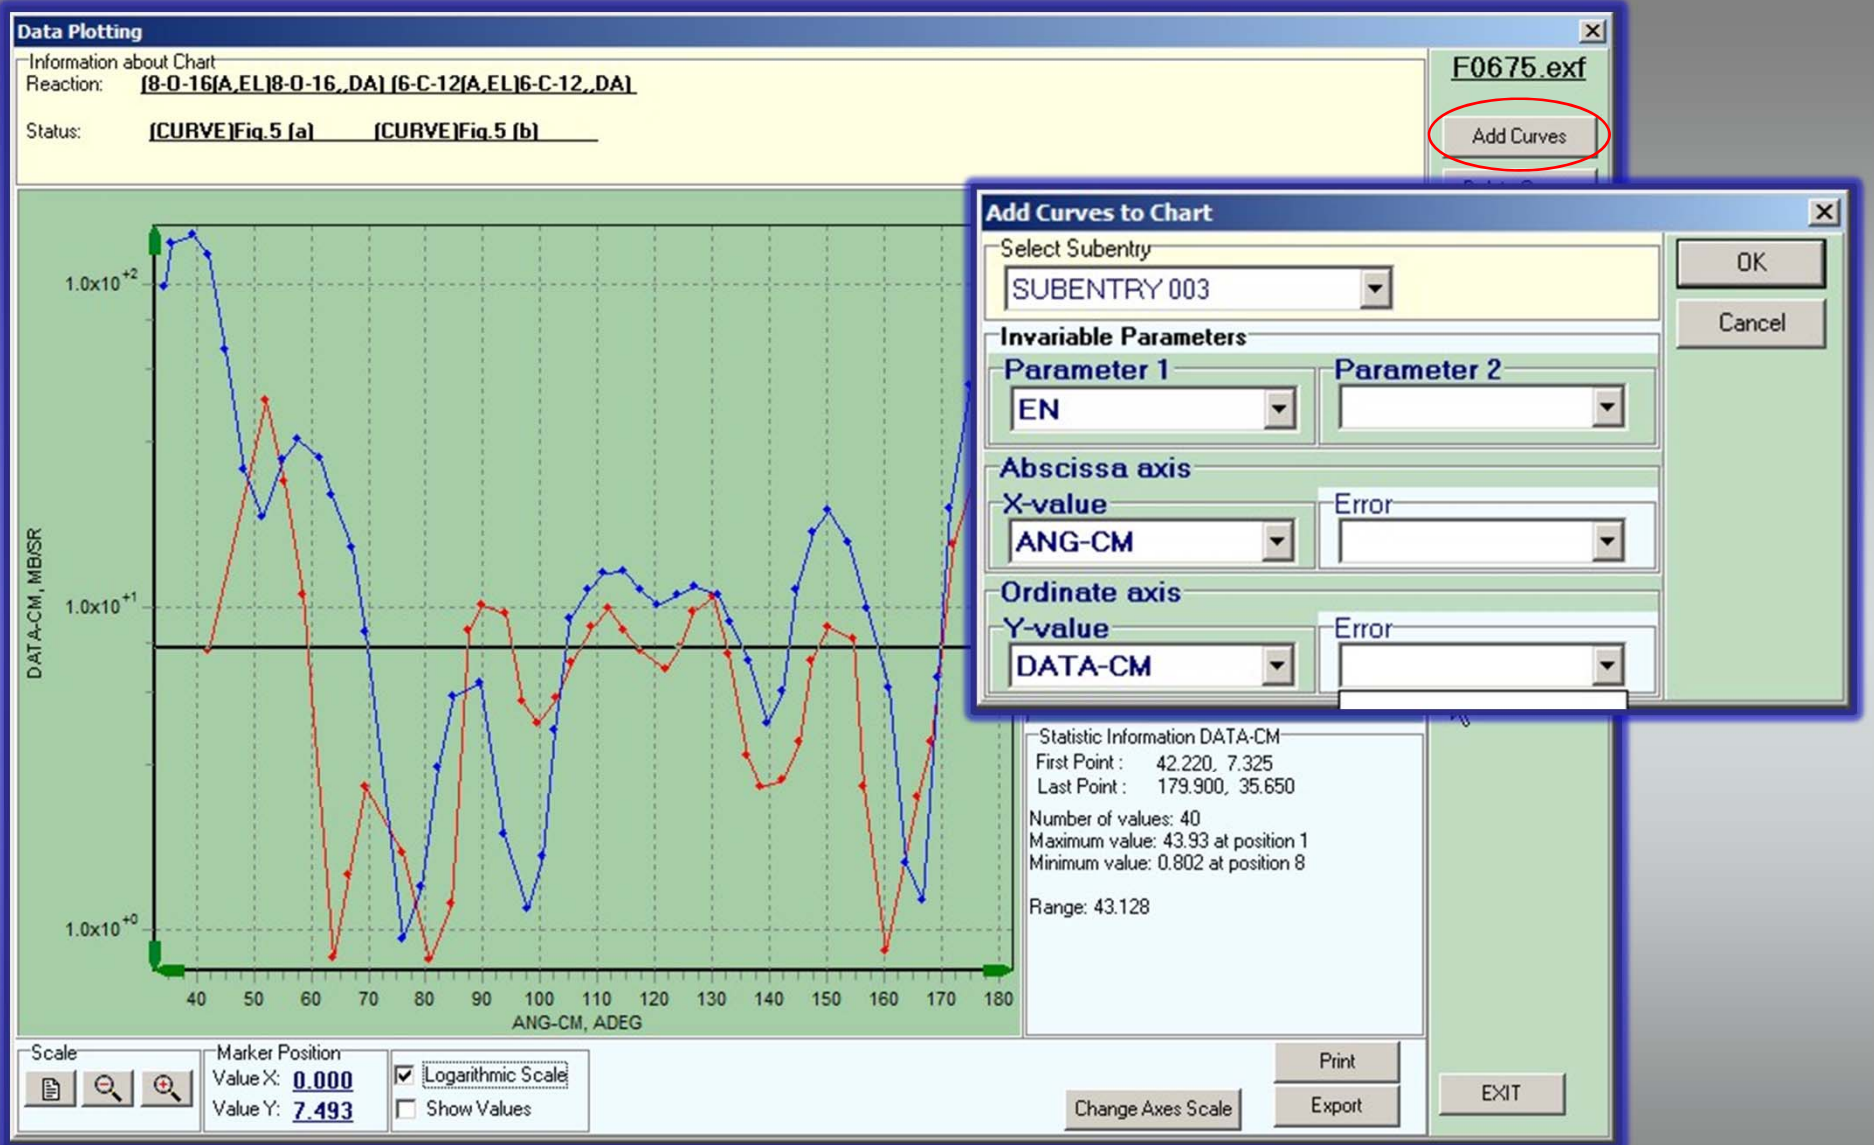 Data Plotting
Information about Chart
Reaction: (8-O-16(A,EL)8-O-16,,DA) (6-C-12(A,EL)6-C-12,,DA)
Status: (CURVE)Fig.5 (a) (CURVE)Fig.5 (b)
F0675.exf
Add Curves
Add Curves to Chart
Select Subentry
SUBENTRY 003
OK
Cancel
Invariable Parameters
Parameter 1
Parameter 2
EN
Abscissa axis
X-value
Error
ANG-CM
Ordinate axis
Y-value
Error
DATA-CM
DATA-CM, MB/SR
1.0x10+2
1.0x10+1
1.0x10+0
40 50 60 70 80 90 100 110 120 130 140 150 160 170 180
ANG-CM, ADEG
Statistic Information DATA-CM
First Point : 42.220, 7.325
Last Point : 179.900, 35.650
Number of values: 40
Maximum value: 43.93 at position 1
Minimum value: 0.802 at position 8
Range: 43.128
Scale
Marker Position
Value X: 0.000
Value Y: 7.493
Logarithmic Scale
Show Values
Change Axes Scale
Print
Export
EXIT